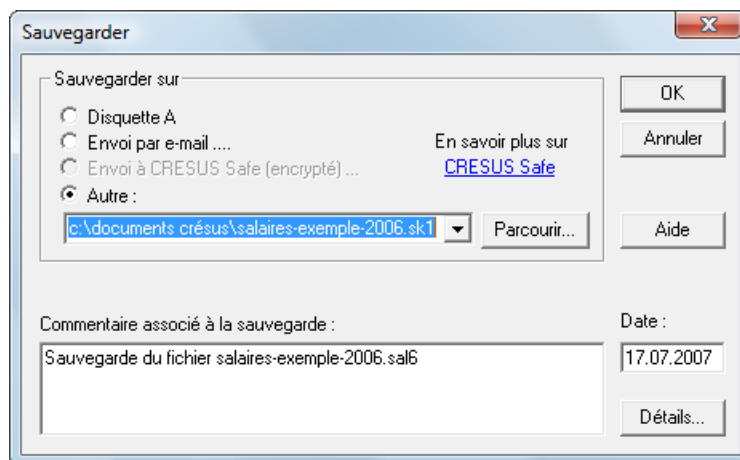 Sauvegarder
Sauvegarder sur
OK
Disquette A
Envoi par e-mail ....
En savoir plus sur
Annuler
Envoi à CRESUS Safe (encrypté) ...
CRESUS Safe
Autre :
c:\documents crésus\salaires-exemple-2006.sk1
Parcourir...
Aide
Commentaire associé à la sauvegarde :
Date :
Sauvegarde du fichier salaires-exemple-2006.sal6
17.07.2007
Détails...